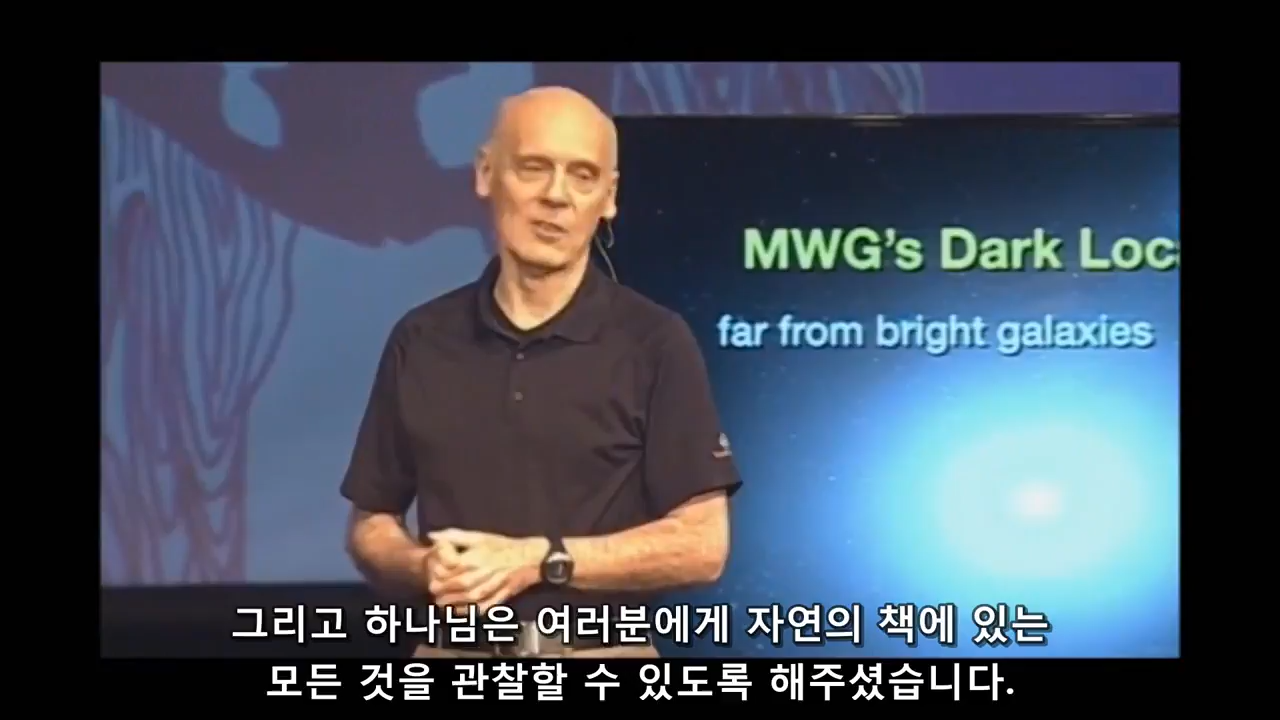 MWG's Dark Loc
far from bright galaxies
그리고 하나님은 여러분에게 자연의 책에 있는
모든 것을 관찰할 수 있도록 해주셨습니다.